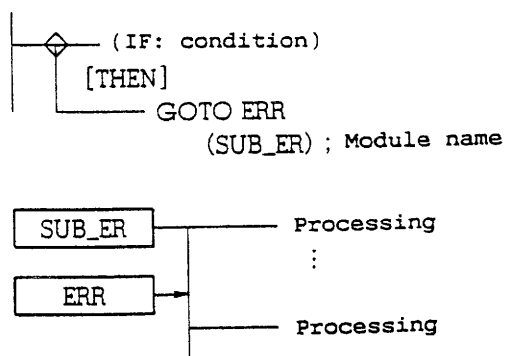 (IF: condition)
[THEN]
GOTO ERR
(SUB_ER) ; Module name
SUB_ER Processing
⋮
ERR
Processing